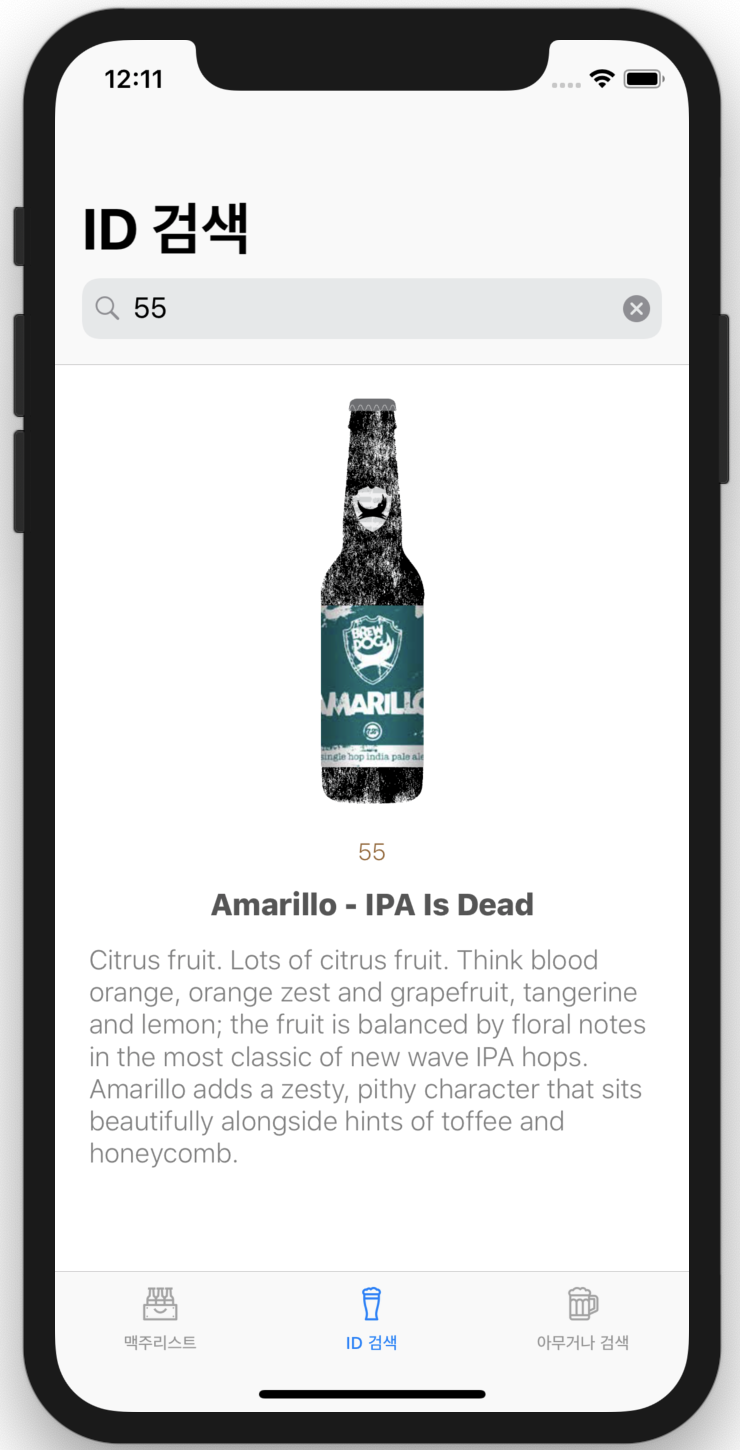 12:11
ID 검색
55
BREW
DOG
AMARILLO
single hop india pale ale
55
Amarillo - IPA Is Dead
Citrus fruit. Lots of citrus fruit. Think blood
orange, orange zest and grapefruit, tangerine
and lemon; the fruit is balanced by floral notes
in the most classic of new wave IPA hops.
Amarillo adds a zesty, pithy character that sits
beautifully alongside hints of toffee and
honeycomb.
맥주리스트
ID 검색
아무거나 검색